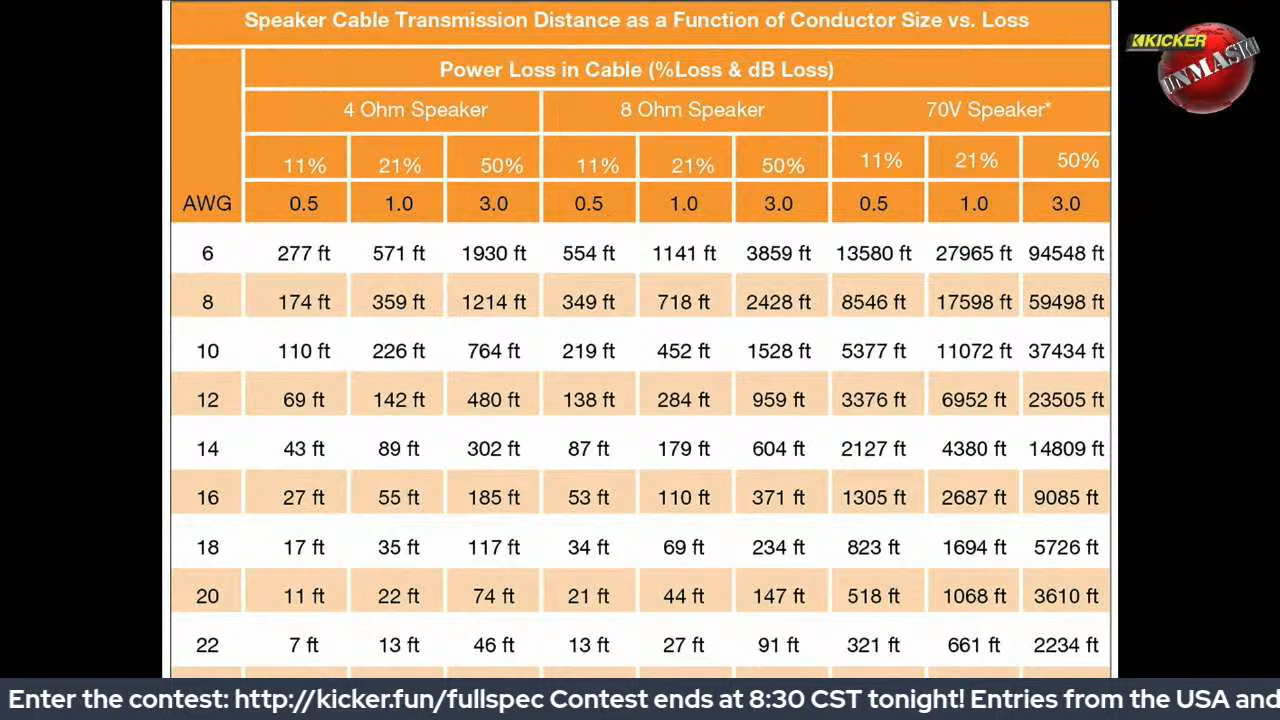 Speaker Cable Transmission Distance as a Function of Conductor Size vs. Loss
KICKER
UNMASK
Power Loss in Cable (%Loss & dB Loss)
4 Ohm Speaker 8 Ohm Speaker 70V Speaker*
11% 21% 50% 11% 21% 50% 11% 21% 50%
AWG 0.5 1.0 3.0 0.5 1.0 3.0 0.5 1.0 3.0
6 277 ft 571 ft 1930 ft 554 ft 1141 ft 3859 ft 13580 ft 27965 ft 94548 ft
8 174 ft 359 ft 1214 ft 349 ft 718 ft 2428 ft 8546 ft 17598 ft 59498 ft
10 110 ft 226 ft 764 ft 219 ft 452 ft 1528 ft 5377 ft 11072 ft 37434 ft
12 69 ft 142 ft 480 ft 138 ft 284 ft 959 ft 3376 ft 6952 ft 23505 ft
14 43 ft 89 ft 302 ft 87 ft 179 ft 604 ft 2127 ft 4380 ft 14809 ft
16 27 ft 55 ft 185 ft 53 ft 110 ft 371 ft 1305 ft 2687 ft 9085 ft
18 17 ft 35 ft 117 ft 34 ft 69 ft 234 ft 823 ft 1694 ft 5726 ft
20 11 ft 22 ft 74 ft 21 ft 44 ft 147 ft 518 ft 1068 ft 3610 ft
22 7 ft 13 ft 46 ft 13 ft 27 ft 91 ft 321 ft 661 ft 2234 ft
Enter the contest: http://kicker.fun/fullspec Contest ends at 8:30 CST tonight! Entries from the USA and